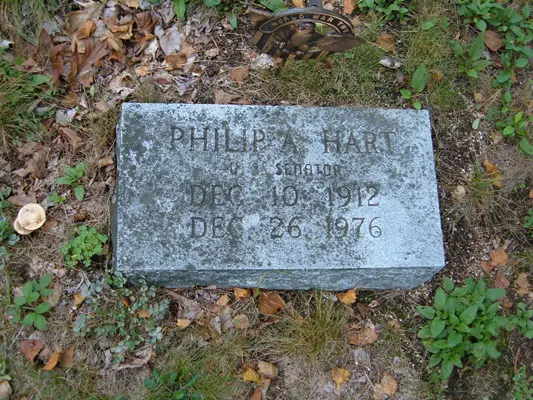 PHILIP A. HART
U. S. SENATOR
DEC 10 1912
DEC 26 1976